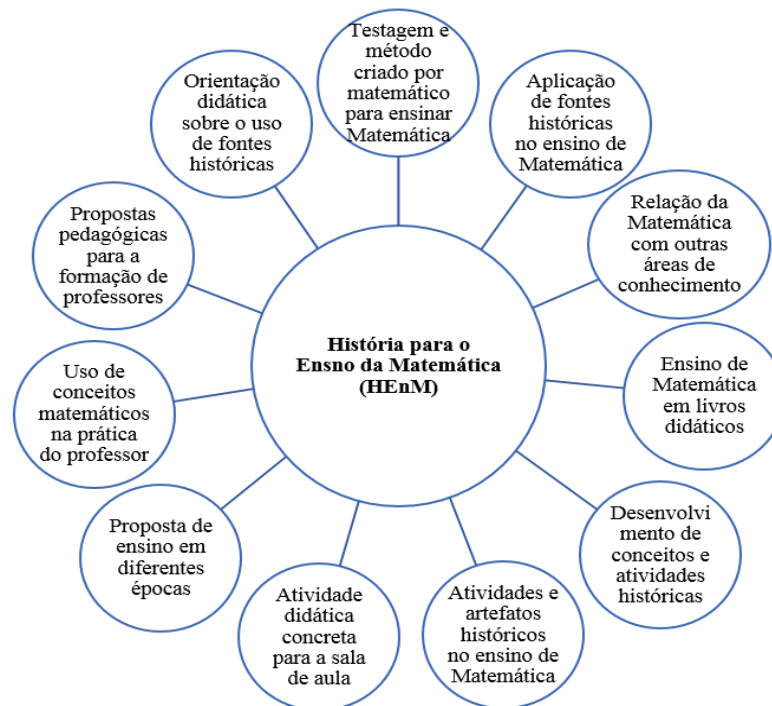 Testagem e
método
criado por
matemático
para ensinar
Matemática
Aplicação
de fontes
históricas
no ensino de
Matemática
Relação da
Matemática
com outras
áreas de
conhecimento
Ensino de
Matemática
em livros
didáticos
Desenvolvi
mento de
conceitos e
atividades
históricas
Atividades e
artefatos
históricos
no ensino de
Matemática
Atividade
didática
concreta
para a sala
de aula
Proposta de
ensino em
diferentes
épocas
Uso de
conceitos
matemáticos
na prática
do professor
Propostas
pedagógicas
para a
formação de
professores
Orientação
didática
sobre o uso
de fontes
históricas
História para o
Ensno da Matemática
(HEnM)